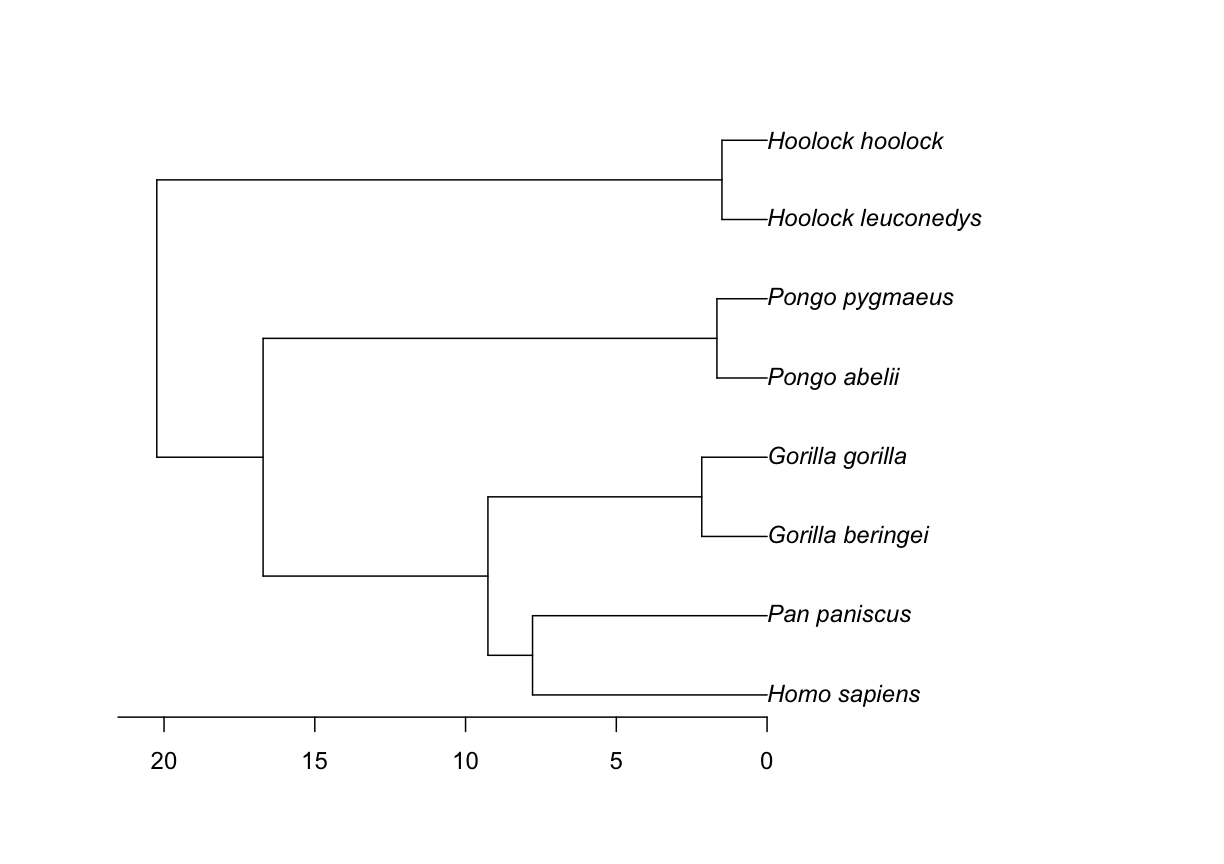 Hoolock hoolock
Hoolock leuconedys
Pongo pygmaeus
Pongo abelii
Gorilla gorilla
Gorilla beringei
Pan paniscus
Homo sapiens
20 15 10 5 0